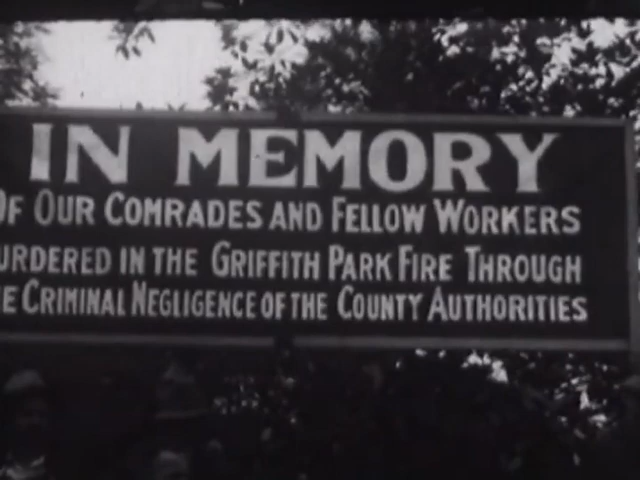 IN MEMORY
OF OUR COMRADES AND FELLOW WORKERS
URDERED IN THE GRIFFITH PARK FIRE THROUGH
E CRIMINAL NEGLIGENCE OF THE COUNTY AUTHORITIES